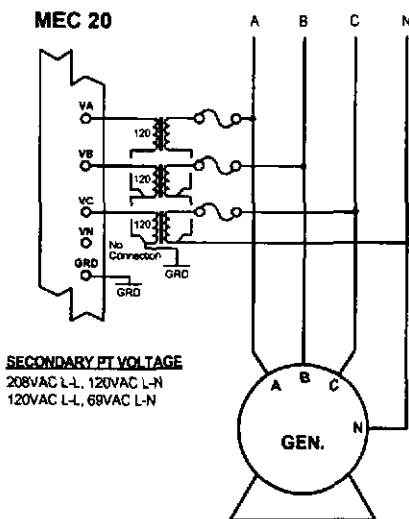 MEC 20
A B C N
VA
120
VB
120
VC
120
VN
No
Connection
GRD
GRD
GRD
SECONDARY PT VOLTAGE
208VAC L-L, 120VAC L-N
120VAC L-L, 69VAC L-N
A B C
N
GEN.